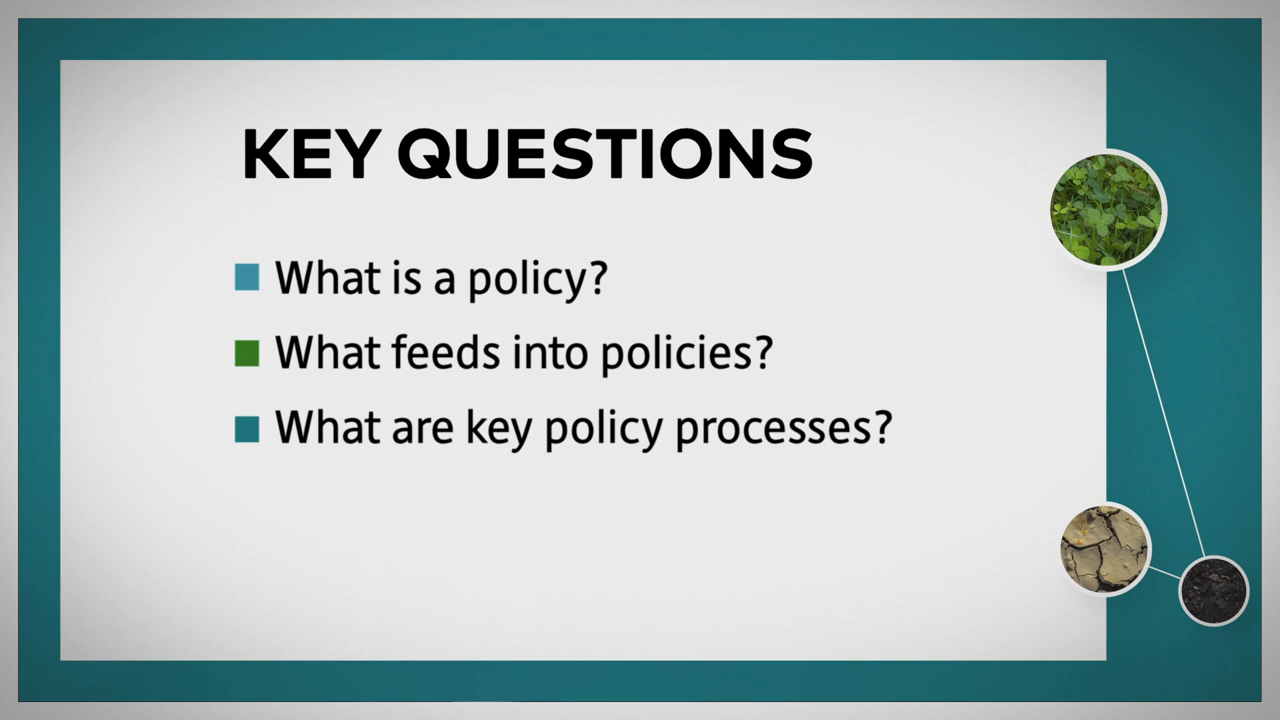 KEY QUESTIONS
What is a policy?
What feeds into policies?
What are key policy processes?